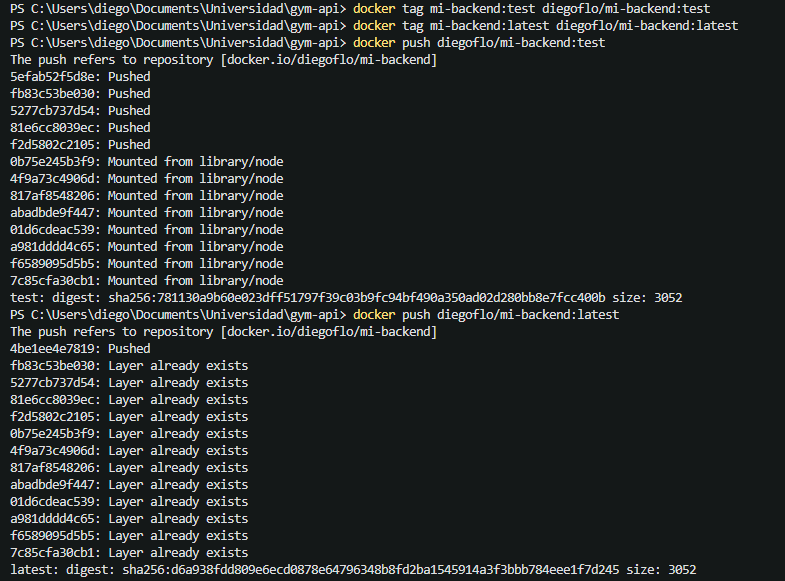 PS C:\Users\diego\Documents\Universidad\gym-api> docker tag mi-backend:test diegoflo/mi-backend:test
PS C:\Users\diego\Documents\Universidad\gym-api> docker tag mi-backend:latest diegoflo/mi-backend:latest
PS C:\Users\diego\Documents\Universidad\gym-api> docker push diegoflo/mi-backend:test
The push refers to repository [docker.io/diegoflo/mi-backend]
5efab52f5d8e: Pushed
fb83c53be030: Pushed
5277cb737d54: Pushed
81e6cc8039ec: Pushed
f2d5802c2105: Pushed
0b75e245b3f9: Mounted from library/node
4f9a73c4906d: Mounted from library/node
817af8548206: Mounted from library/node
abadbde9f447: Mounted from library/node
01d6cdeac539: Mounted from library/node
a981dddd4c65: Mounted from library/node
f6589095d5b5: Mounted from library/node
7c85cfa30cb1: Mounted from library/node
test: digest: sha256:781130a9b60e023dff51797f39c03b9fc94bf490a350ad02d280bb8e7fcc400b size: 3052
PS C:\Users\diego\Documents\Universidad\gym-api> docker push diegoflo/mi-backend:latest
The push refers to repository [docker.io/diegoflo/mi-backend]
4be1ee4e7819: Pushed
fb83c53be030: Layer already exists
5277cb737d54: Layer already exists
81e6cc8039ec: Layer already exists
f2d5802c2105: Layer already exists
0b75e245b3f9: Layer already exists
4f9a73c4906d: Layer already exists
817af8548206: Layer already exists
abadbde9f447: Layer already exists
01d6cdeac539: Layer already exists
a981dddd4c65: Layer already exists
f6589095d5b5: Layer already exists
7c85cfa30cb1: Layer already exists
latest: digest: sha256:d6a938fdd809e6ecd0878e64796348b8fd2ba1545914a3f3bbb784eee1f7d245 size: 3052